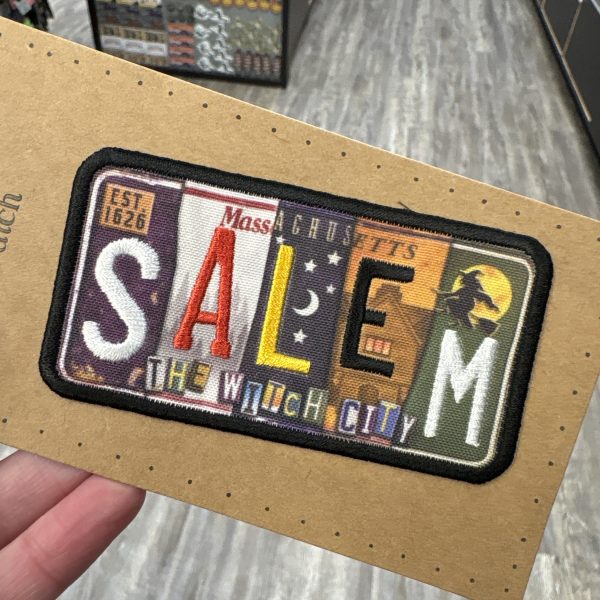 EST.
1626
MASSACHUSETTS
SALEM
THE WITCH CITY